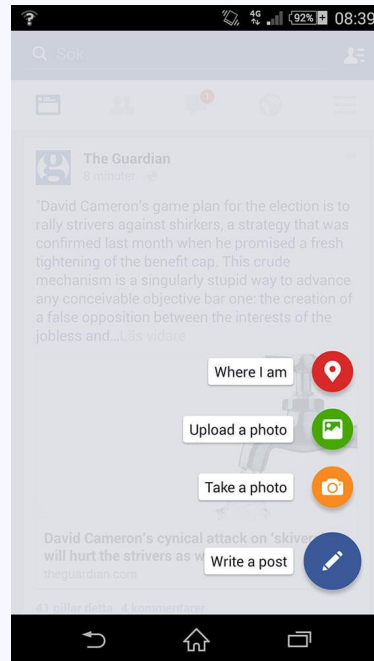 4G 92% 08:39
Sök
1
The Guardian
8 minuter
"David Cameron's game plan for the election is to
rally strivers against shirkers, a strategy that was
confirmed last month when he promised a fresh
tightening of the benefit cap. This crude
mechanism is a singularly stupid way to advance
any conceivable objective bar one: the creation of
a false opposition between the interests of the
jobless and...Läs vidare
Where I am
Upload a photo
Take a photo
David Cameron's cynical attack on 'skivers'
will hurt the strivers as w
Write a post
theguardian.com
41 gillar detta 4 kommentarer